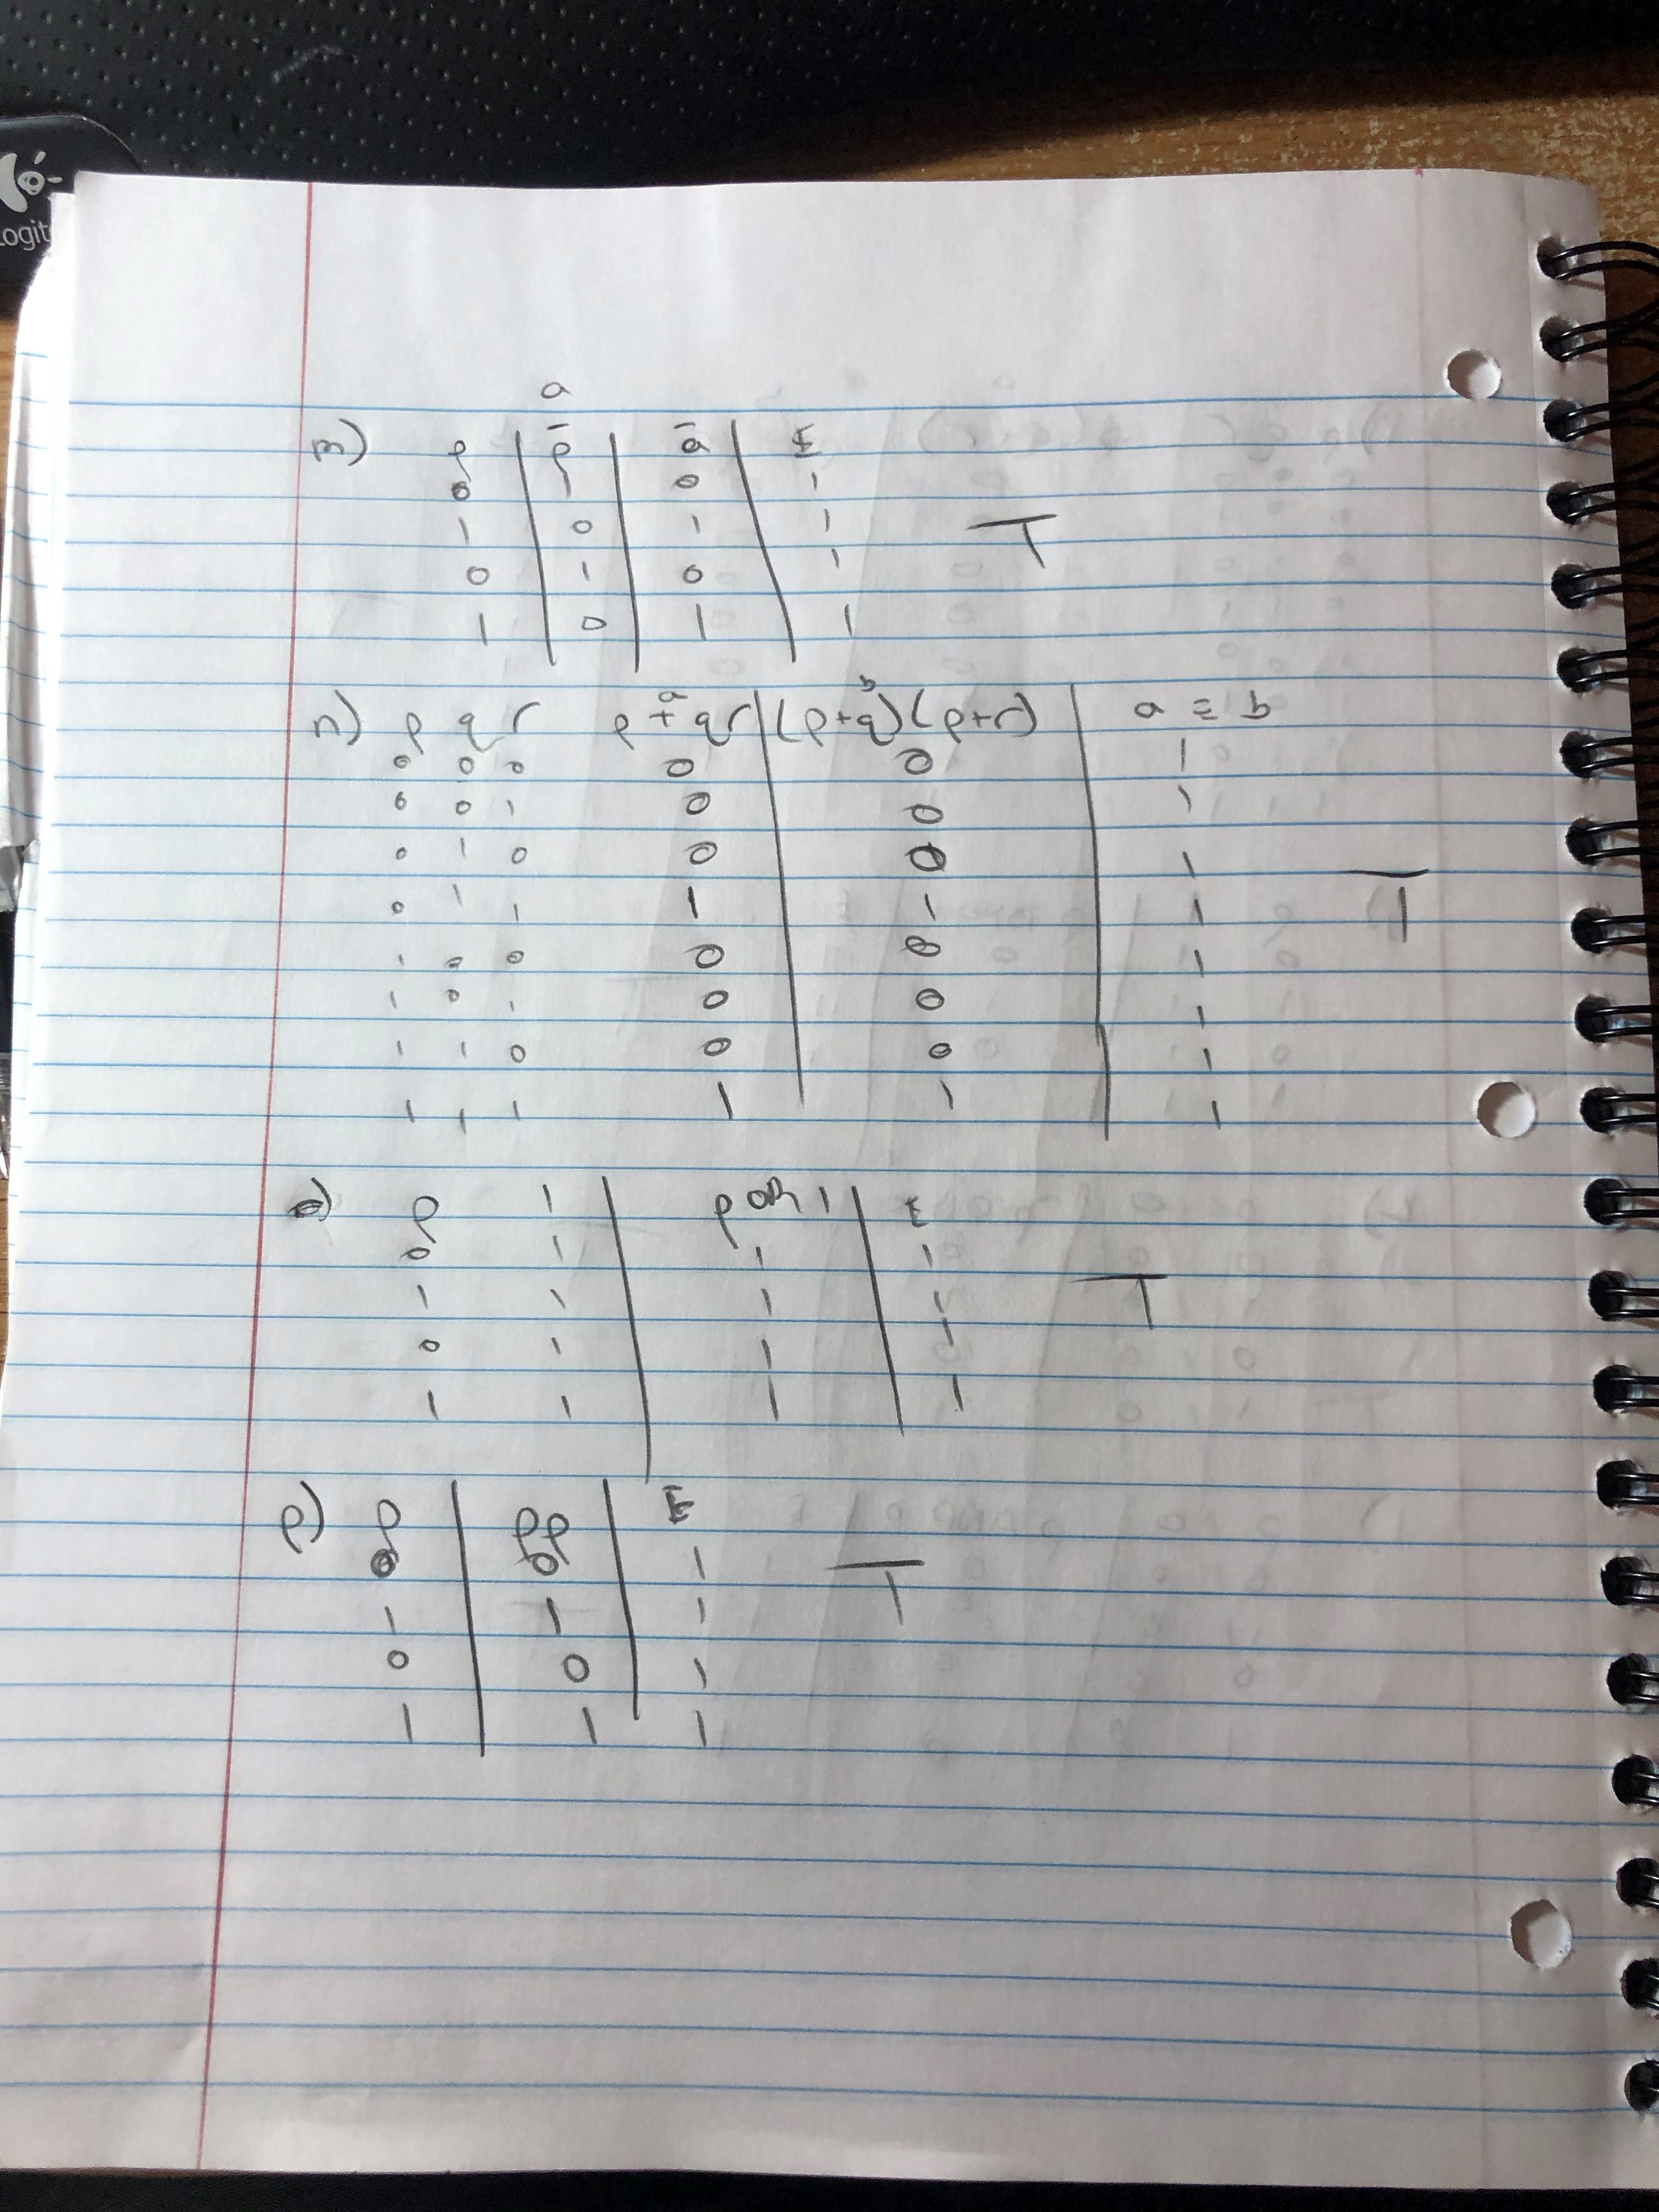 Logit
a
m) p p̄ ā̄ ≡
0 1 0 1
1 0 1 1 T
0 1 0 1
1 0 1 1
n) p q r p + qr (p+q)(p+r) a ≡ b
a b
0 0 0 0 0 1
0 0 1 0 0 1
0 1 0 0 0 1
0 1 1 1 1 1 T
1 0 0 0 0 1
1 0 1 0 0 1
1 1 0 0 0 1
1 1 1 1 1 1
o) p 1 p OR 1 ≡
0 1 1 1
1 1 1 1 T
0 1 1 1
1 1 1 1
p) p pp ≡
0 0 1 T
1 1 1
0 0 1
1 1 1